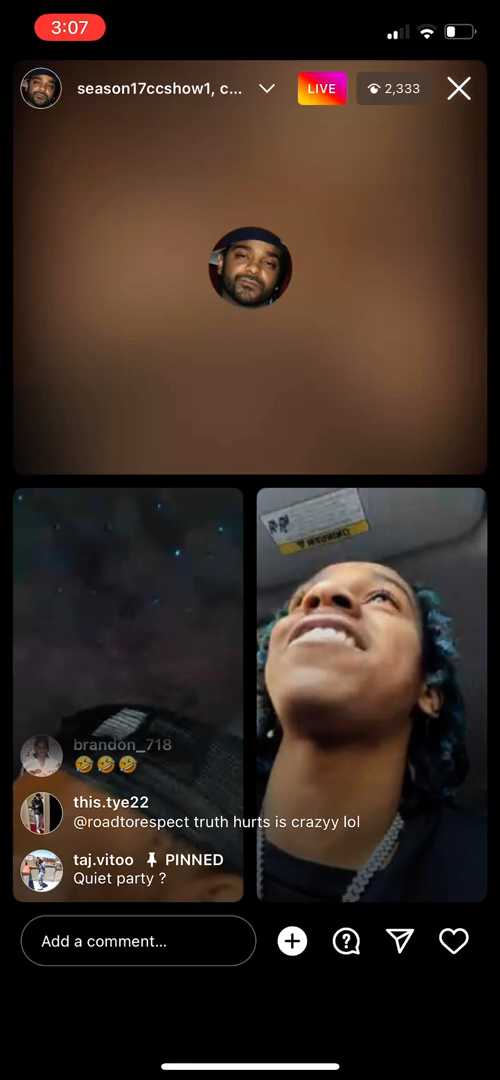 3:07
season17ccshow1, c...
LIVE
2,333
WARNING
brandon_718
🤣🤣🤣
this.tye22
@roadtorespect truth hurts is crazyy lol
taj.vitoo PINNED
Quiet party ?
Add a comment...